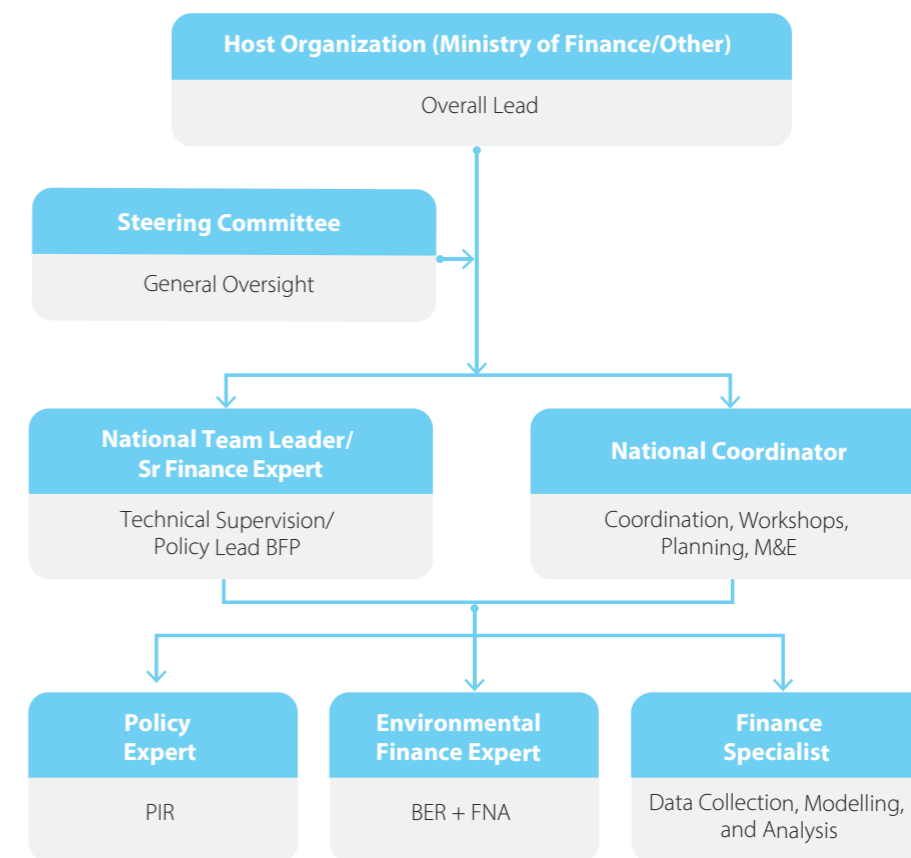 Host Organization (Ministry of Finance/Other)
Overall Lead
Steering Committee
General Oversight
National Team Leader/
Sr Finance Expert
Technical Supervision/
Policy Lead BFP
National Coordinator
Coordination, Workshops,
Planning, M&E
Policy
Expert
PIR
Environmental
Finance Expert
BER + FNA
Finance
Specialist
Data Collection, Modelling,
and Analysis